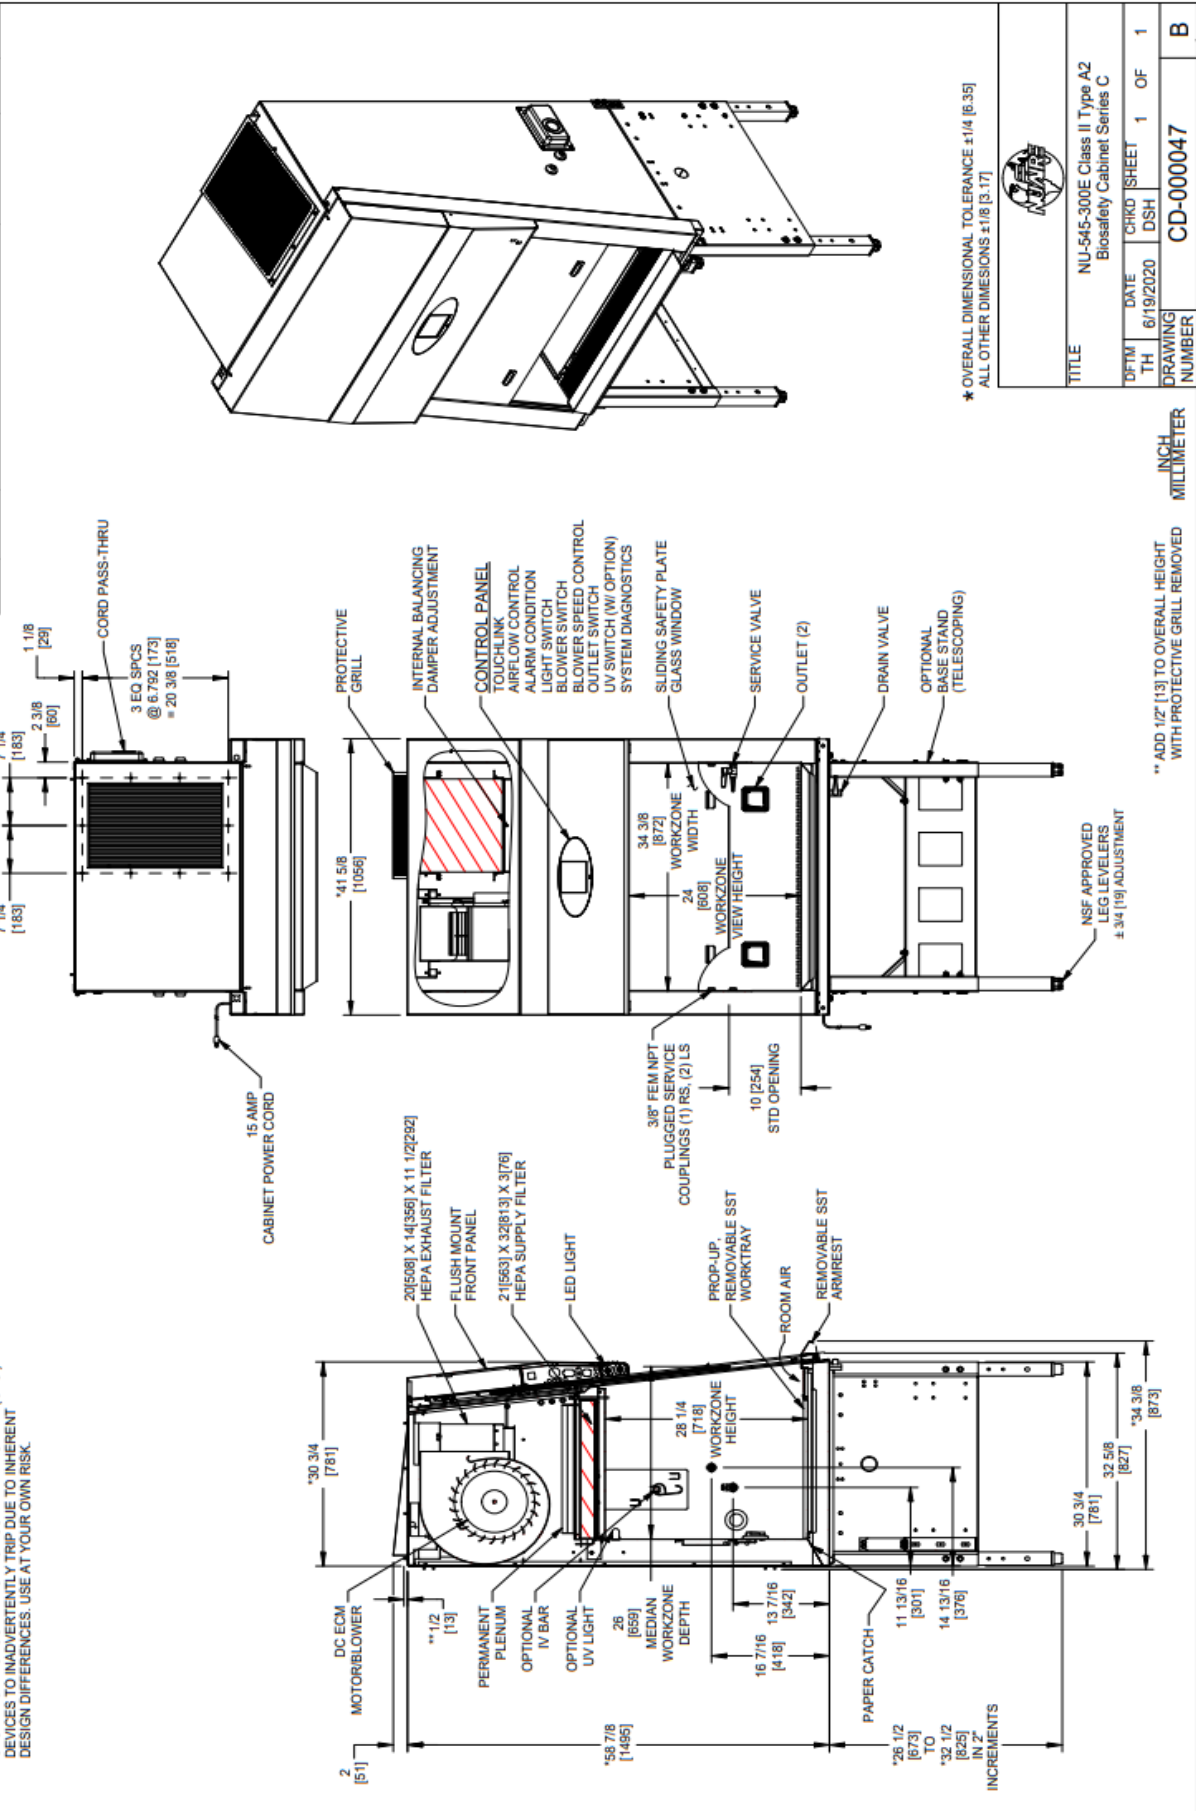 DEVICES TO INADVERTENTLY TRIP DUE TO INHERENT
DESIGN DIFFERENCES. USE AT YOUR OWN RISK.
2
[51]
** 1/2
[13]
*30 3/4
[781]
DC ECM
MOTOR/BLOWER
PERMANENT
PLENUM
OPTIONAL
IV BAR
OPTIONAL
UV LIGHT
26
[659]
MEDIAN
WORKZONE
DEPTH
*58 7/8
[1495]
16 7/16
[418]
13 7/16
[342]
PAPER CATCH
*26 1/2
[673]
TO
*32 1/2
[825]
IN 2"
INCREMENTS
11 13/16
[301]
14 13/16
[376]
30 3/4
[781]
32 5/8
[827]
*34 3/8
[873]
28 1/4
[718]
WORKZONE
HEIGHT
20[508] X 14[356] X 11 1/2[292]
HEPA EXHAUST FILTER
FLUSH MOUNT
FRONT PANEL
21[563] X 32[813] X 3[76]
HEPA SUPPLY FILTER
LED LIGHT
PROP-UP,
REMOVABLE SST
WORKTRAY
ROOM AIR
REMOVABLE SST
ARMREST
15 AMP
CABINET POWER CORD
[183]
[183]
2 3/8
[60]
1 1/8
[29]
3 EQ SPCS
@ 6.792 [173]
= 20 3/8 [518]
CORD PASS-THRU
*41 5/8
[1056]
PROTECTIVE
GRILL
INTERNAL BALANCING
DAMPER ADJUSTMENT
CONTROL PANEL
TOUCHLINK
AIRFLOW CONTROL
ALARM CONDITION
LIGHT SWITCH
BLOWER SWITCH
BLOWER SPEED CONTROL
OUTLET SWITCH
UV SWITCH (W/ OPTION)
SYSTEM DIAGNOSTICS
34 3/8
[872]
WORKZONE
WIDTH
24
[608]
WORKZONE
VIEW HEIGHT
SLIDING SAFETY PLATE
GLASS WINDOW
SERVICE VALVE
OUTLET (2)
DRAIN VALVE
OPTIONAL
BASE STAND
(TELESCOPING)
3/8" FEM NPT
PLUGGED SERVICE
COUPLINGS (1) RS, (2) LS
10 [254]
STD OPENING
NSF APPROVED
LEG LEVELERS
± 3/4 [19] ADJUSTMENT
** ADD 1/2" [13] TO OVERALL HEIGHT
WITH PROTECTIVE GRILL REMOVED
INCH
MILLIMETER
* OVERALL DIMENSIONAL TOLERANCE ±1/4 [6.35]
ALL OTHER DIMESIONS ±1/8 [3.17]
NUAIRE
TITLE
NU-545-300E Class II Type A2
Biosafety Cabinet Series C
DFTM
TH
DATE
6/19/2020
CHKD
DSH
SHEET
1 OF 1
DRAWING
NUMBER
CD-000047
B